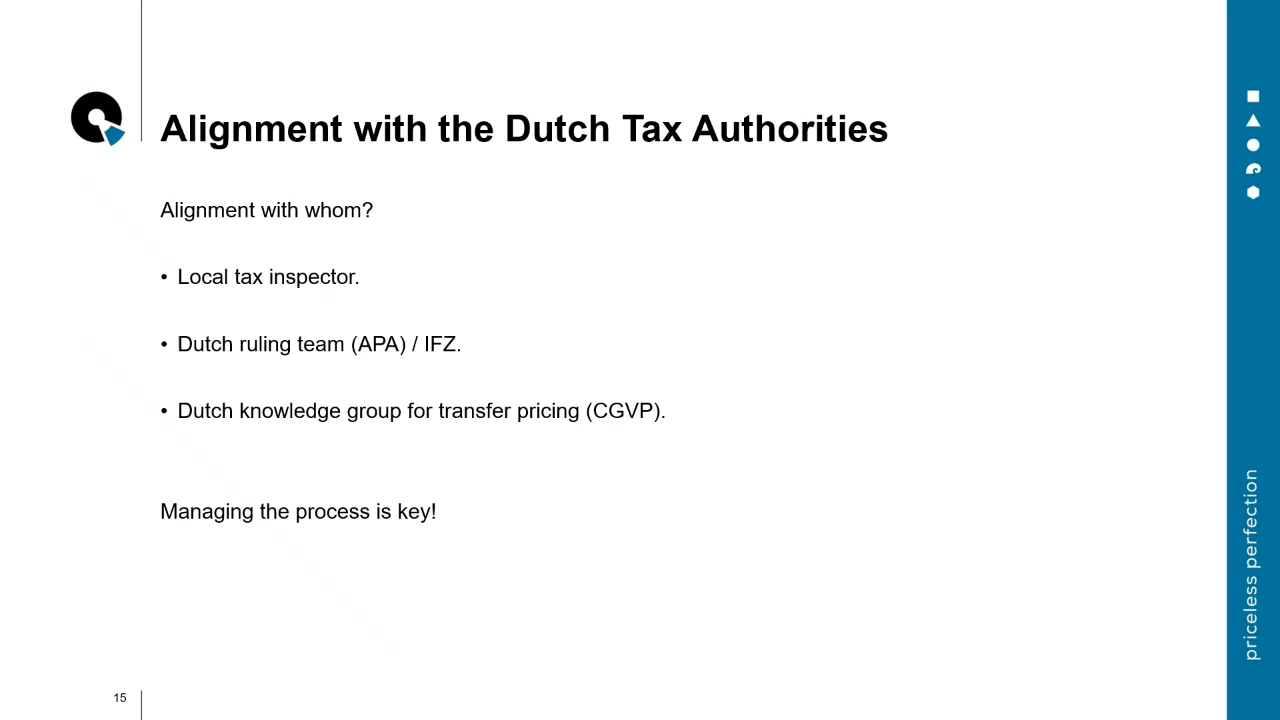 Alignment with the Dutch Tax Authorities
Alignment with whom?
• Local tax inspector.
• Dutch ruling team (APA) / IFZ.
• Dutch knowledge group for transfer pricing (CGVP).
Managing the process is key!
15
priceless perfection